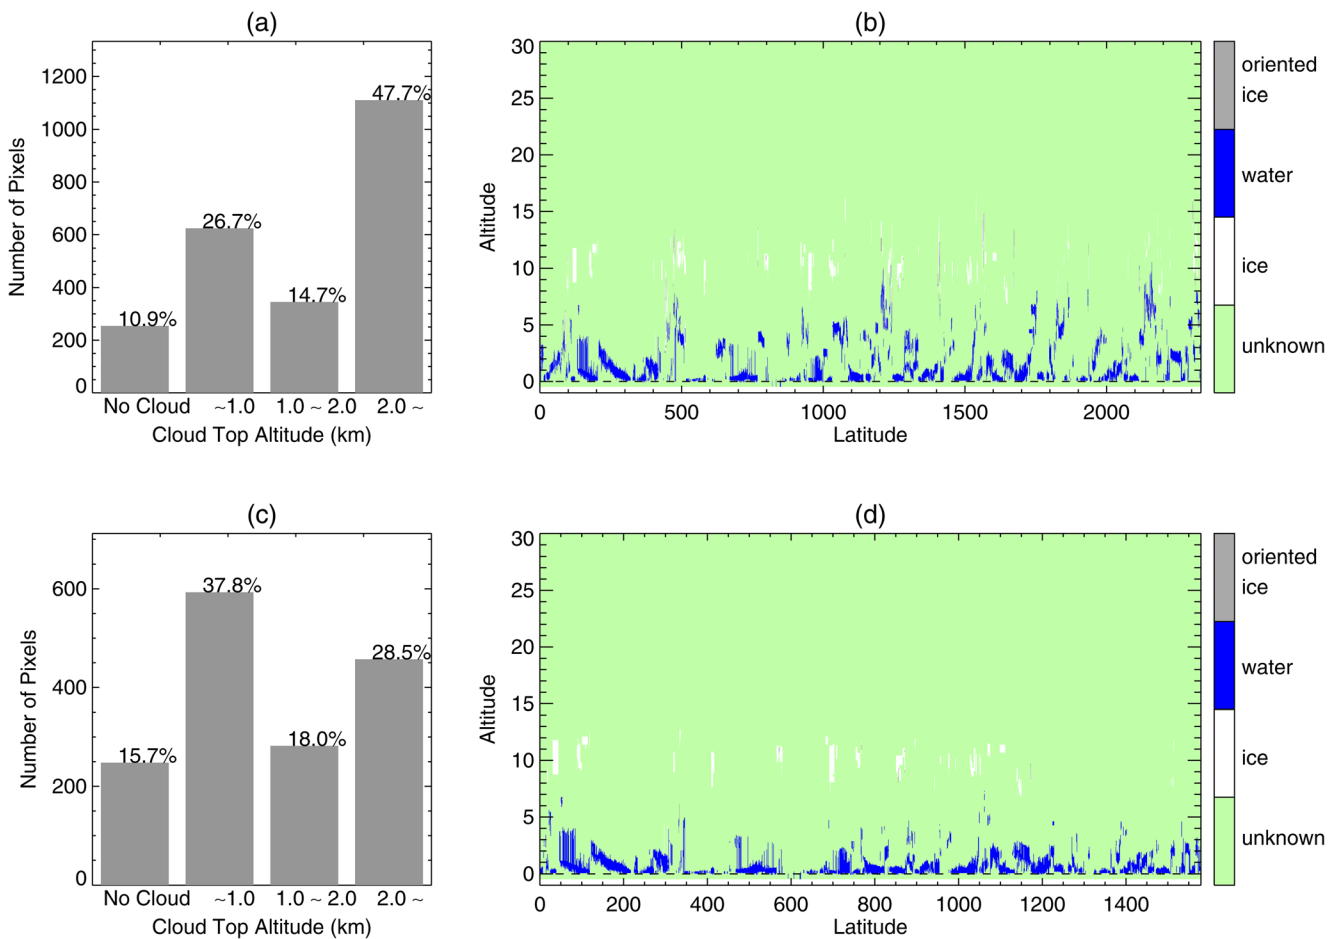 (a)
Number of Pixels
1200
1000
800
600
400
200
0
10.9%
26.7%
14.7%
47.7%
No Cloud ~1.0 1.0 ~ 2.0 2.0 ~
Cloud Top Altitude (km)
(b)
Altitude
30
25
20
15
10
5
0
0 500 1000 1500 2000
Latitude
oriented
ice
water
ice
unknown
(c)
Number of Pixels
600
400
200
0
15.7%
37.8%
18.0%
28.5%
No Cloud ~1.0 1.0 ~ 2.0 2.0 ~
Cloud Top Altitude (km)
(d)
Altitude
30
25
20
15
10
5
0
0 200 400 600 800 1000 1200 1400
Latitude
oriented
ice
water
ice
unknown